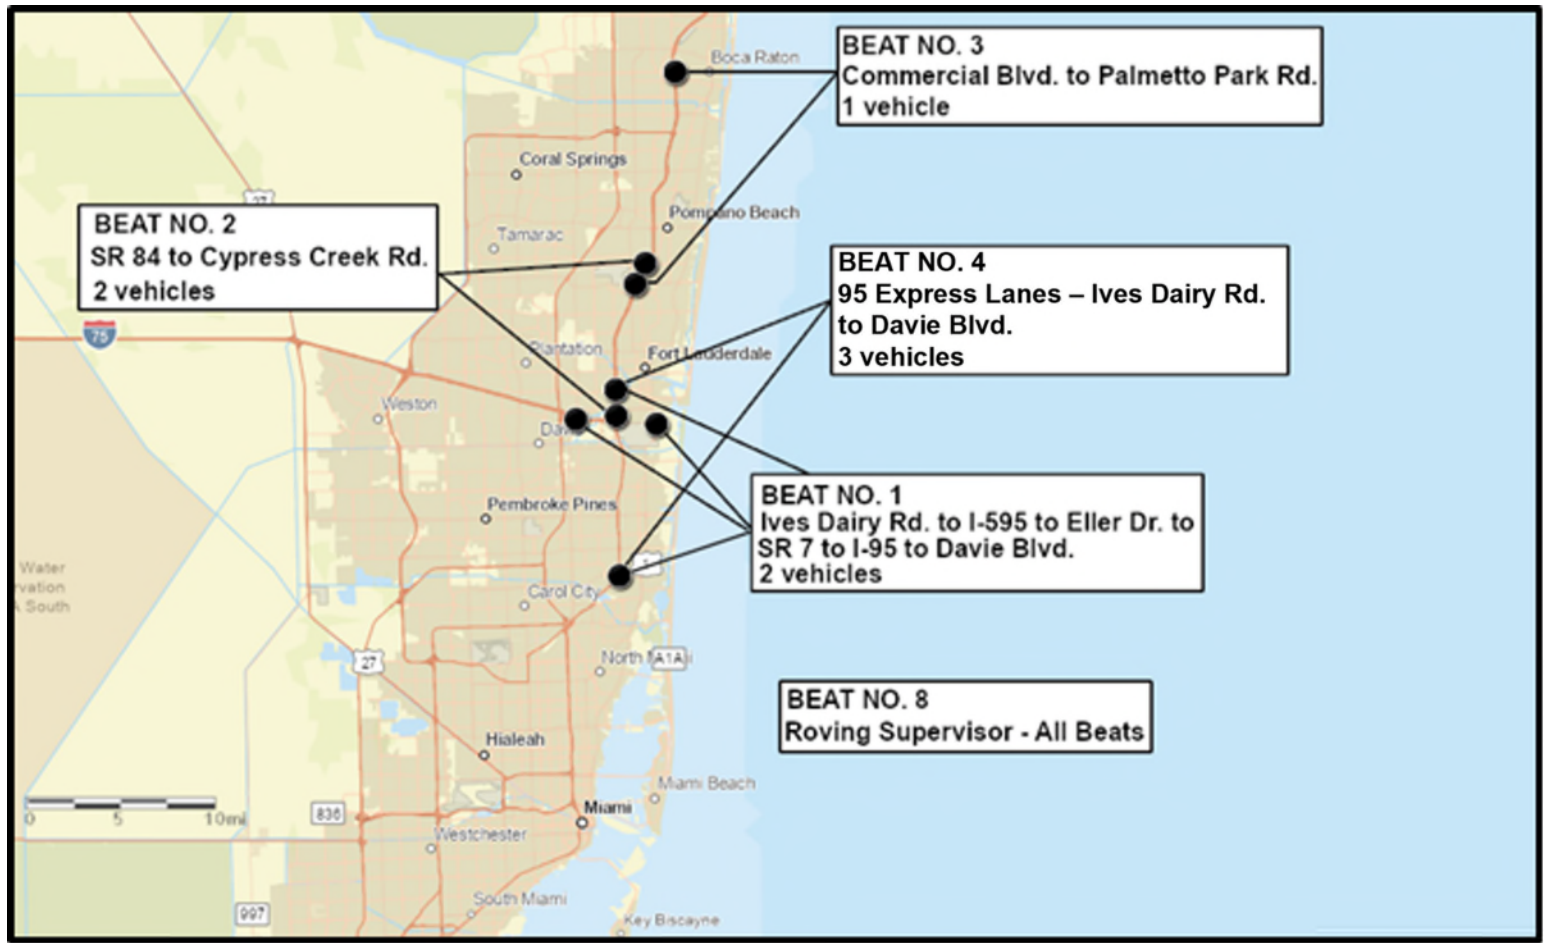 Boca Raton
BEAT NO. 3
Commercial Blvd. to Palmetto Park Rd.
1 vehicle
Coral Springs
27
BEAT NO. 2
SR 84 to Cypress Creek Rd.
2 vehicles
Pompano Beach
Tamarac
BEAT NO. 4
95 Express Lanes – Ives Dairy Rd.
to Davie Blvd.
3 vehicles
75
Plantation
Fort Lauderdale
Weston
BEAT NO. 1
Ives Dairy Rd. to I-595 to Eller Dr. to
SR 7 to I-95 to Davie Blvd.
2 vehicles
Pembroke Pines
1
Water
A South
Carol City
27
North
A1A
BEAT NO. 8
Roving Supervisor - All Beats
Hialeah
Miami Beach
0 5 10mi
836
Miami
Westchester
South Miami
997
Key Biscayne